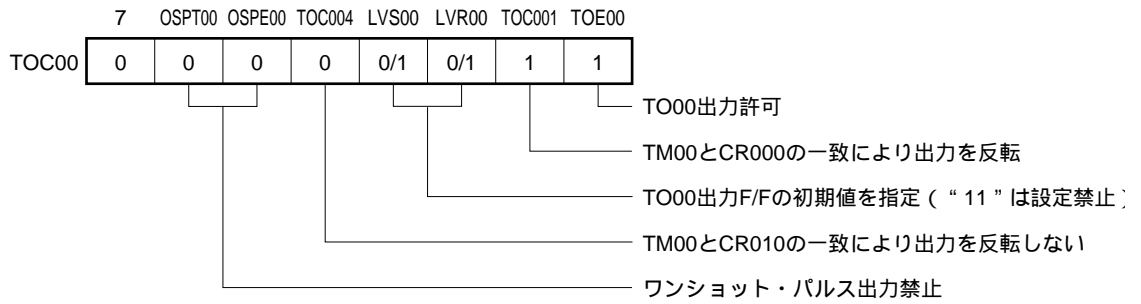 7 OSPT00 OSPE00 TOC004 LVS00 LVR00 TOC001 TOE00
TOC00 0 0 0 0 0/1 0/1 1 1
TO00出力許可
TM00とCR000の一致により出力を反転
TO00出力F/Fの初期値を指定（“11”は設定禁止）
TM00とCR010の一致により出力を反転しない
ワンショット・パルス出力禁止